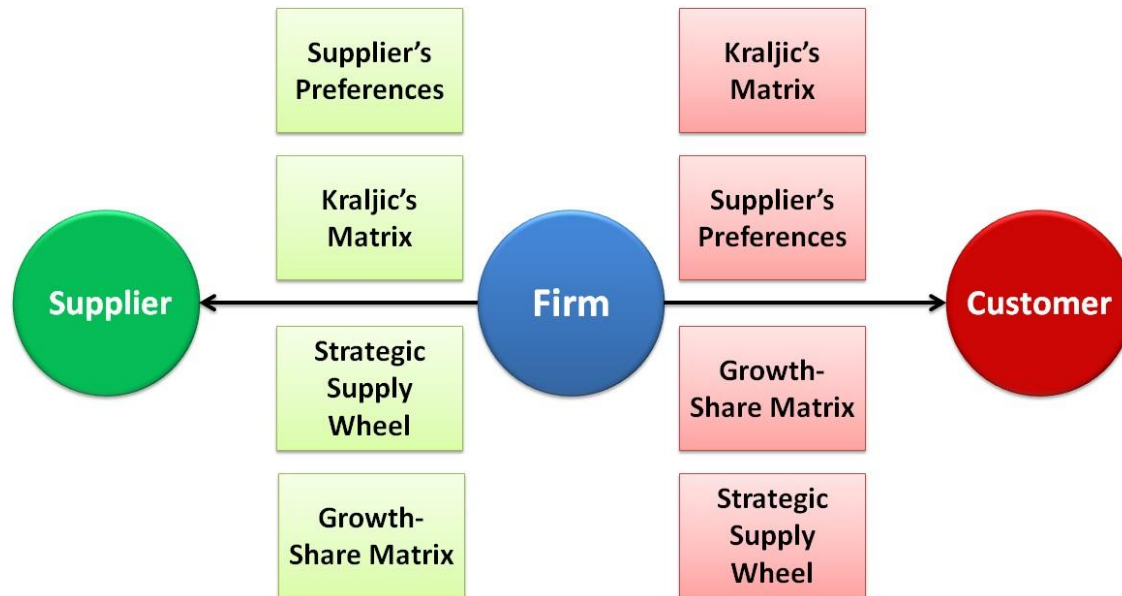 Supplier's
Preferences
Kraljic's
Matrix
Kraljic's
Matrix
Supplier's
Preferences
Supplier
Firm
Customer
Strategic
Supply
Wheel
Growth-
Share Matrix
Growth-
Share Matrix
Strategic
Supply
Wheel